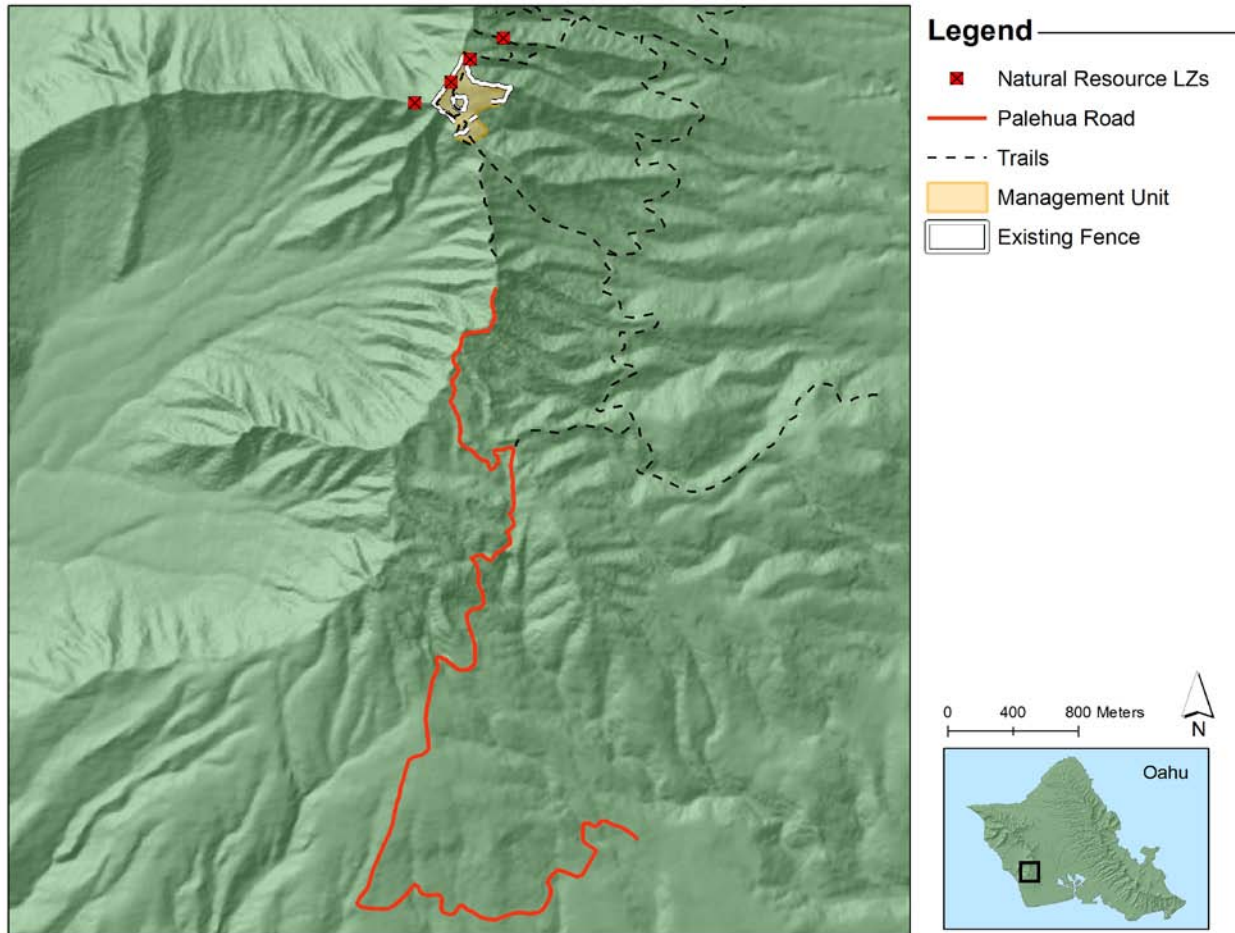 Legend
Natural Resource LZs
Palehua Road
Trails
Management Unit
Existing Fence
0 400 800 Meters
N
Oahu